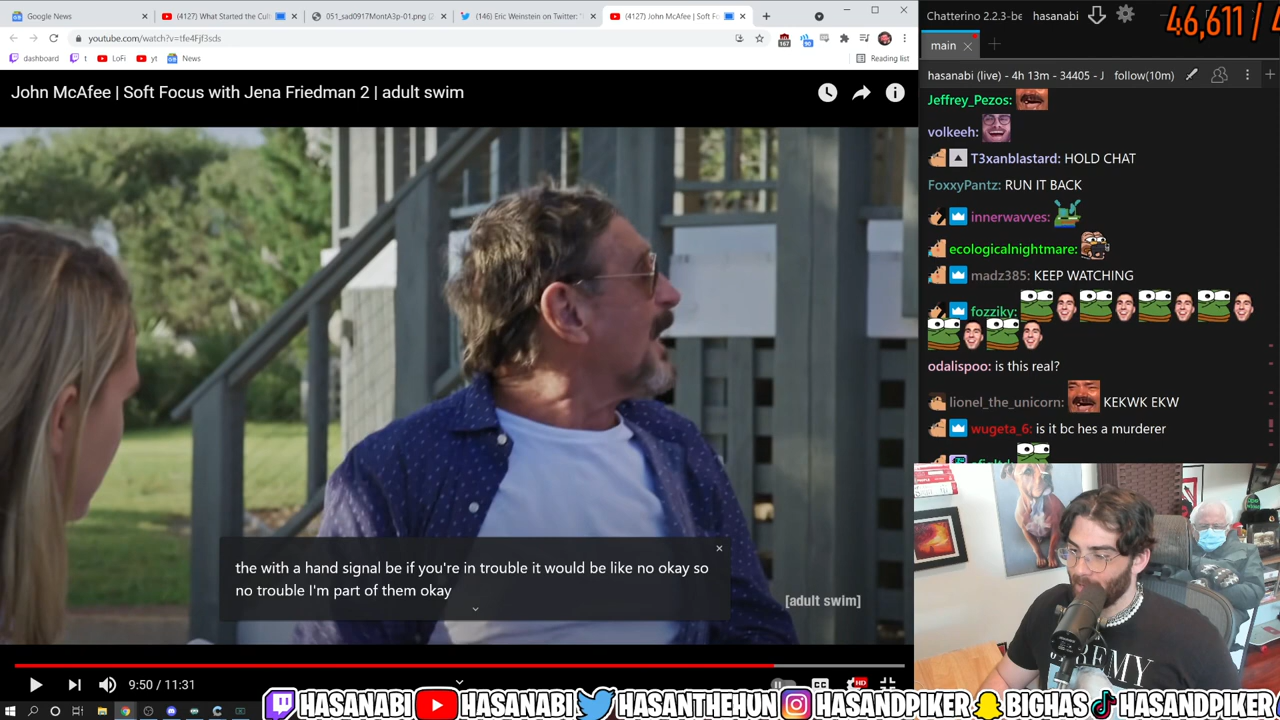 (4127) What Started the Cult
051_sad0917MontA3p-01.png (
(146) Eric Weinstein on Twitter: "
(4127) John McAfee | Soft Fo
Google News
youtube.com/watch?v=tfe4Fjf3sds
dashboard
t
LoFi
yt
News
Reading list
John McAfee | Soft Focus with Jena Friedman 2 | adult swim
the with a hand signal be if you're in trouble it would be like no okay so
no trouble I'm part of them okay
[adult swim]
9:50 / 11:31
CC
HD
Chatterino 2.2.3-be
hasanabi
46,611 / 4
main
hasanabi (live) - 4h 13m - 34405 - J
follow(10m)
Jeffrey_Pezos:
volkeeh:
T3xanblastard: HOLD CHAT
FoxxyPantz: RUN IT BACK
innerwavves:
ecologicalnightmare:
madz385: KEEP WATCHING
fozziky:
odalispoo: is this real?
lionel_the_unicorn: KEKWK EKW
wugeta_6: is it bc hes a murderer
HASANABI
HASANABI
HASANTHEHUN
HASANDPIKER
BIGHAS
HASANDPIKER